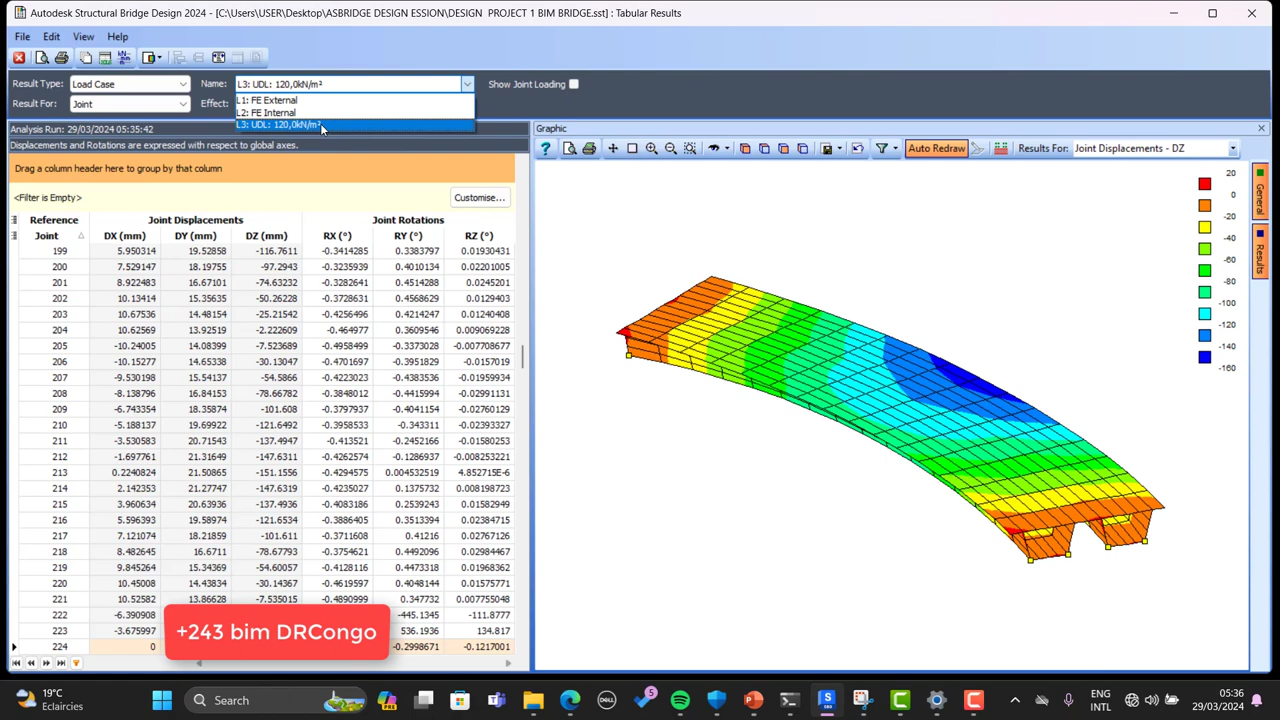 Autodesk Structural Bridge Design 2024 - [C:\Users\USER\Desktop\ASBRIDGE DESIGN ESSION\DESIGN  PROJECT 1 BIM BRIDGE.sst] : Tabular Results
File Edit View Help
Result Type: Load Case Name: L3: UDL: 120,0kN/m² Show Joint Loading
Result For: Joint Effect:
L1: FE External
L2: FE Internal
L3: UDL: 120,0kN/m²
Analysis Run: 29/03/2024 05:35:42
Displacements and Rotations are expressed with respect to global axes.
Drag a column header here to group by that column
<Filter is Empty> Customise...
Reference Joint Displacements Joint Rotations
Joint DX (mm) DY (mm) DZ (mm) RX (°) RY (°) RZ (°)
199 5.950314 19.52858 -116.7611 -0.3414285 0.3383797 0.01930431
200 7.529147 18.19755 -97.2943 -0.3235939 0.4010134 0.02201005
201 8.922483 16.67101 -74.63232 -0.3282641 0.4514288 0.0245201
202 10.13414 15.35635 -50.26228 -0.3728631 0.4568629 0.0129403
203 10.67536 14.48154 -25.21542 -0.4256496 0.4214247 0.01240408
204 10.62569 13.92519 -2.222609 -0.464977 0.3609546 0.009069228
205 -10.24005 14.08399 -7.523689 -0.4958499 -0.3373028 -0.007708677
206 -10.15277 14.65338 -30.13047 -0.4701697 -0.3951829 -0.0157019
207 -9.530198 15.54137 -54.5866 -0.4223023 -0.4383536 -0.01959934
208 -8.138796 16.84153 -78.66782 -0.3848012 -0.4415994 -0.02991131
209 -6.743354 18.35874 -101.608 -0.3797937 -0.4041154 -0.02760129
210 -5.188137 19.69922 -121.6492 -0.3958533 -0.343311 -0.02393327
211 -3.530583 20.71543 -137.4947 -0.413521 -0.2452166 -0.01580253
212 -1.697761 21.31649 -147.6311 -0.4262574 -0.1286937 -0.008253221
213 0.2240824 21.50865 -151.1556 -0.4294575 0.004532519 4.852715E-6
214 2.142353 21.27747 -147.6319 -0.4251285 0.1375732 0.008198723
215 3.960634 20.63936 -137.4936 -0.4083186 0.2539243 0.01582949
216 5.596393 19.58974 -121.6534 -0.3886405 0.3513394 0.02384715
217 7.121074 18.21859 -101.611 -0.3711608 0.41216 0.02767126
218 8.482645 16.6711 -78.67793 -0.3754621 0.4492096 0.02984467
219 9.845264 15.34369 -54.60057 -0.4128116 0.4473318 0.01968362
220 10.45008 14.43834 -30.14367 -0.4619597 0.4048144 0.01575771
221 10.52582 13.86628 -7.535015 -0.4890999 0.347732 0.007755048
222 -6.390908 -445.1345 -111.8777
223 -3.675997 536.1936 134.817
224 0 -0.2998671 -0.1217001
+243 bim DRCongo
Graphic
Auto Redraw Results For: Joint Displacements - DZ
20
0
-20
-40
-60
-80
-100
-120
-140
-160
General
Results
19°C
Eclaircies
Search
5
ENG
INTL
05:36
29/03/2024